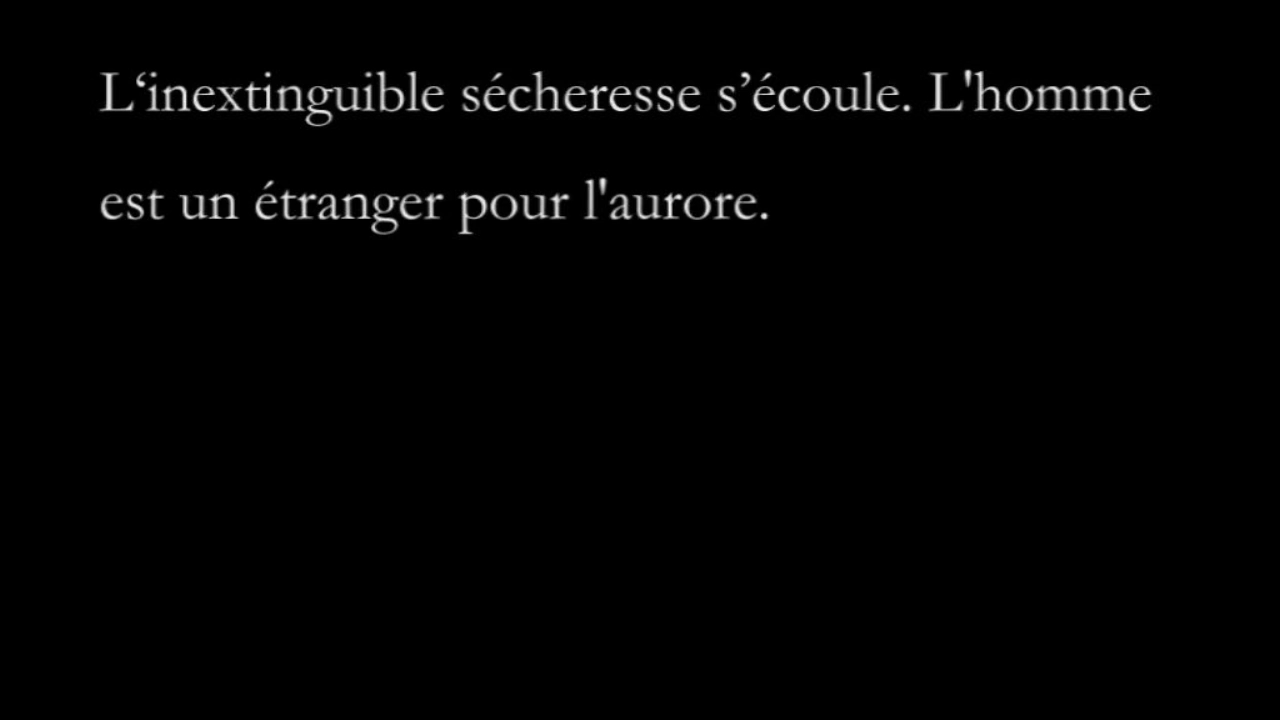 L‘inextinguible sécheresse s’écoule. L'homme
est un étranger pour l'aurore.